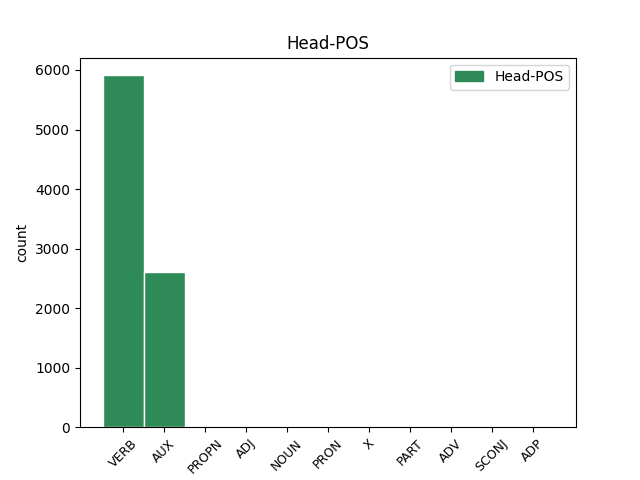 Head-POS
Head-POS
6000
5000
4000
3000
2000
1000
0
count
VERB
AUX
PROPN
ADJ
NOUN
PRON
X
PART
ADV
SCONJ
ADP